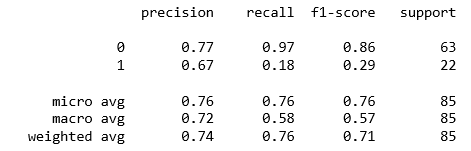 precision recall f1-score support
0 0.77 0.97 0.86 63
1 0.67 0.18 0.29 22
micro avg 0.76 0.76 0.76 85
macro avg 0.72 0.58 0.57 85
weighted avg 0.74 0.76 0.71 85